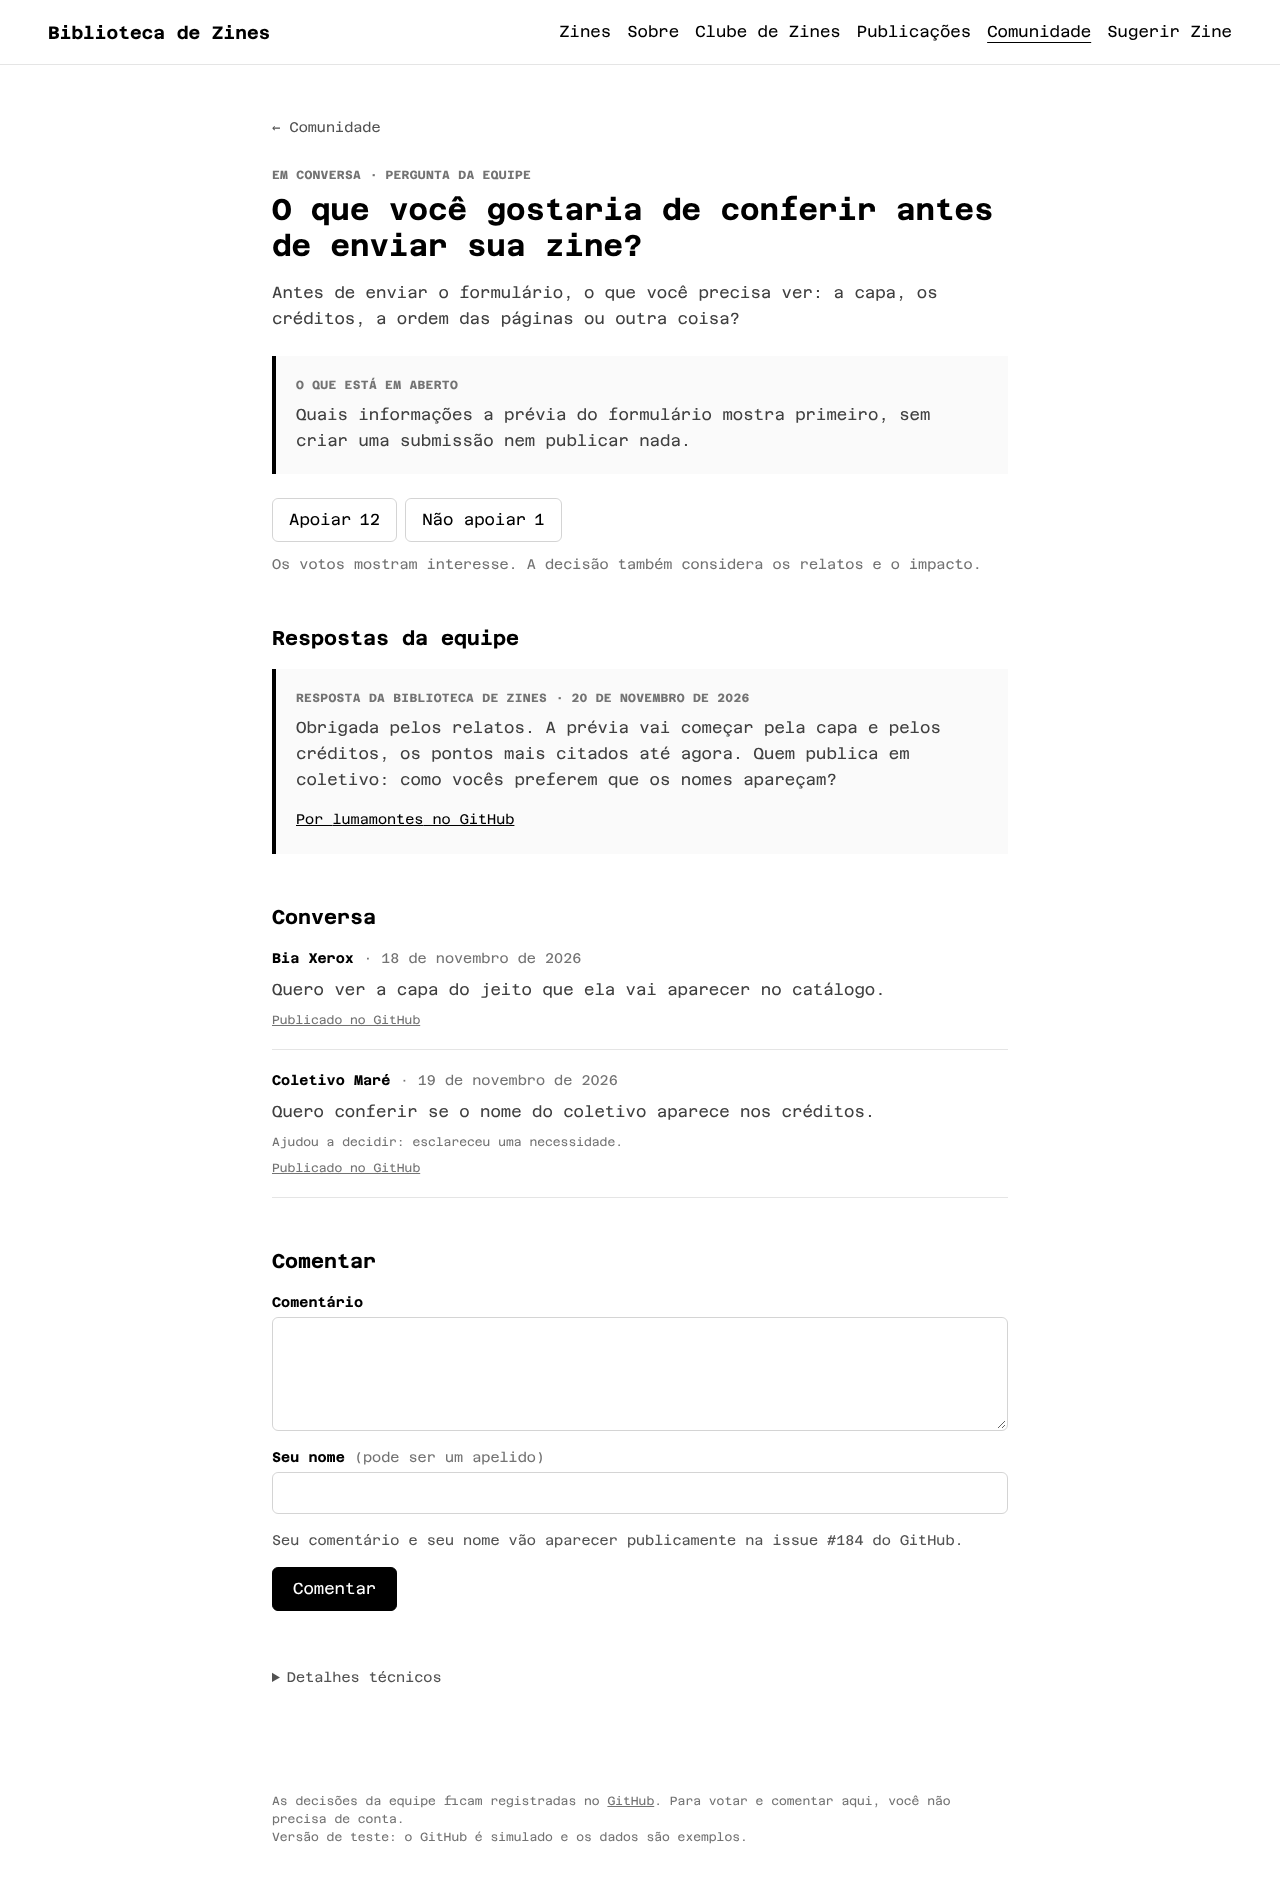 Biblioteca de Zines
Zines Sobre Clube de Zines Publicações Comunidade Sugerir Zine
← Comunidade
EM CONVERSA · PERGUNTA DA EQUIPE
O que você gostaria de conferir antes
de enviar sua zine?
Antes de enviar o formulário, o que você precisa ver: a capa, os
créditos, a ordem das páginas ou outra coisa?
O QUE ESTÁ EM ABERTO
Quais informações a prévia do formulário mostra primeiro, sem
criar uma submissão nem publicar nada.
Apoiar 12 Não apoiar 1
Os votos mostram interesse. A decisão também considera os relatos e o impacto.
Respostas da equipe
RESPOSTA DA BIBLIOTECA DE ZINES · 20 DE NOVEMBRO DE 2026
Obrigada pelos relatos. A prévia vai começar pela capa e pelos
créditos, os pontos mais citados até agora. Quem publica em
coletivo: como vocês preferem que os nomes apareçam?
Por lumamontes no GitHub
Conversa
Bia Xerox · 18 de novembro de 2026
Quero ver a capa do jeito que ela vai aparecer no catálogo.
Publicado no GitHub
Coletivo Maré · 19 de novembro de 2026
Quero conferir se o nome do coletivo aparece nos créditos.
Ajudou a decidir: esclareceu uma necessidade.
Publicado no GitHub
Comentar
Comentário
Seu nome (pode ser um apelido)
Seu comentário e seu nome vão aparecer publicamente na issue #184 do GitHub.
Comentar
▶ Detalhes técnicos
As decisões da equipe ficam registradas no GitHub. Para votar e comentar aqui, você não
precisa de conta.
Versão de teste: o GitHub é simulado e os dados são exemplos.